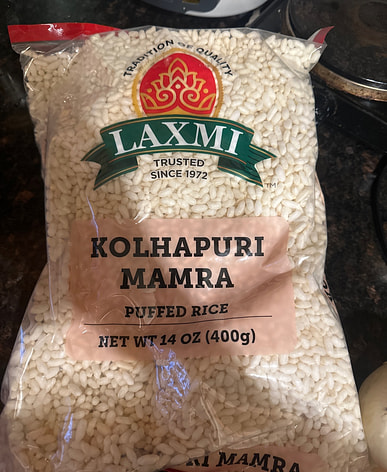 TRADITION OF QUALITY
LAXMI
TRUSTED
SINCE 1972
TM
KOLHAPURI
MAMRA
PUFFED RICE
NET WT 14 OZ (400g)
RI MAMRA